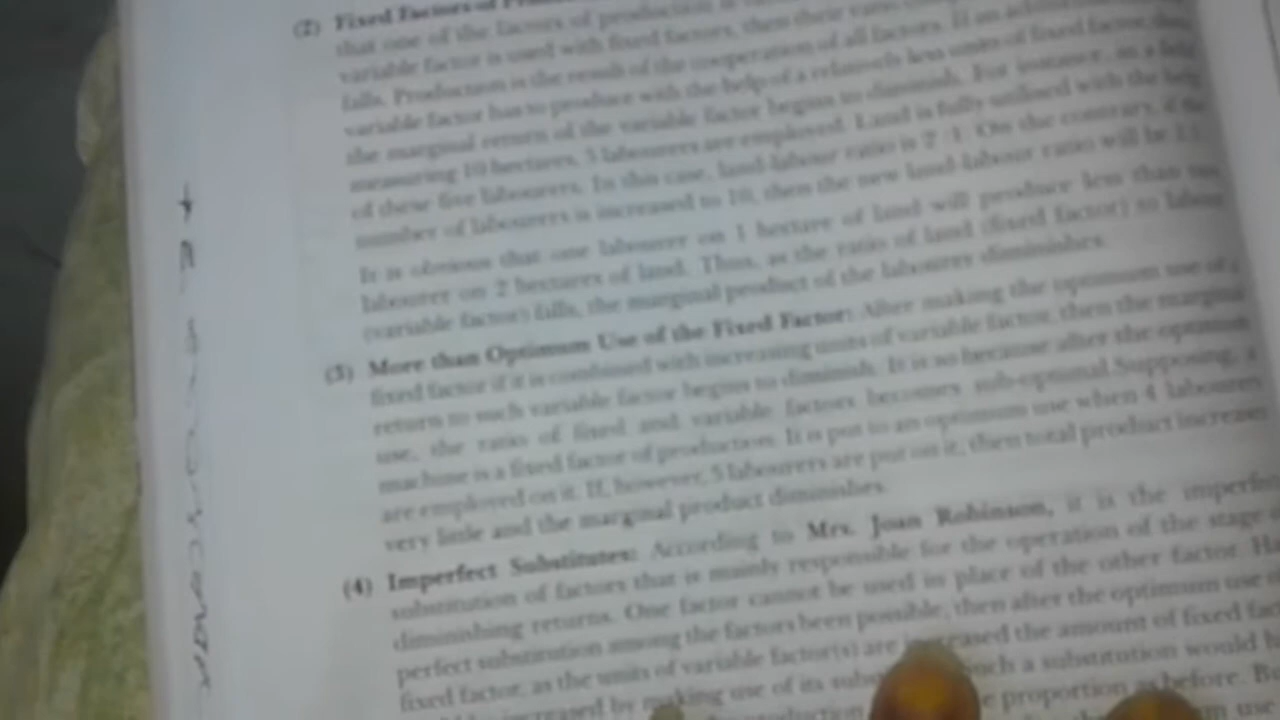 (2) Fixed Factors of
that one of the factors of production is
variable factor is used with fixed factors, then their ratio
falls. Production is the result of the cooperation of all factors. If an additional
variable factor has to produce with the help of a relatively less units of fixed factor, then
the marginal return of the variable factor begins to diminish. For instance, in a field
measuring 10 hectares, 5 labourers are employed. Land is fully utilised with the help
of these five labourers. In this case, land-labour ratio is 2 : 1. On the contrary, if the
number of labourers is increased to 10, then the new land-labour ratio will be 1:1.
It is obvious that one labourer on 1 hectare of land will produce less than one
labourer on 2 hectares of land. Thus, as the ratio of land (fixed factor) to labour
(variable factor) falls, the marginal product of the labourer diminishes.
(3) More than Optimum Use of the Fixed Factor: After making the optimum use of a
fixed factor if it is combined with increasing units of variable factor, then the marginal
return to such variable factor begins to diminish. It is so because after the optimum
use, the ratio of fixed and variable factors becomes sub-optimal. Supposing, a
machine is a fixed factor of production. It is put to an optimum use when 4 labourers
are employed on it. If, however, 5 labourers are put on it, then total product increases
very little and the marginal product diminishes.
(4) Imperfect Substitutes: According to Mrs. Joan Robinson, it is the imperfect
substitution of factors that is mainly responsible for the operation of the stage
diminishing returns. One factor cannot be used in place of the other factor. Ha
perfect substitution among the factors been possible, then after the optimum use
fixed factor, as the units of variable factor(s) are increased the amount of fixed fac
increased by making use of its subs such a substitution would
production proportion as before. Be